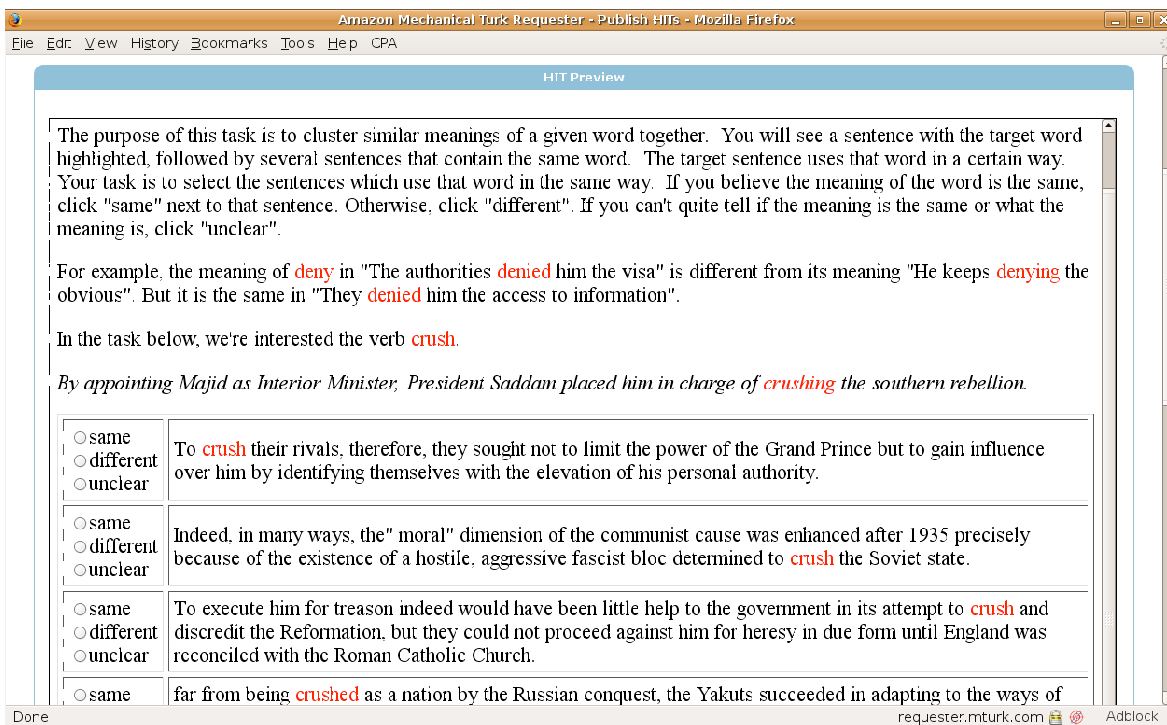 Amazon Mechanical Turk Requester - Publish HITs - Mozilla Firefox
File Edit View History Bookmarks Tools Help CPA
HIT Preview
The purpose of this task is to cluster similar meanings of a given word together. You will see a sentence with the target word
highlighted, followed by several sentences that contain the same word. The target sentence uses that word in a certain way.
Your task is to select the sentences which use that word in the same way. If you believe the meaning of the word is the same,
click "same" next to that sentence. Otherwise, click "different". If you can't quite tell if the meaning is the same or what the
meaning is, click "unclear".
For example, the meaning of deny in "The authorities denied him the visa" is different from its meaning "He keeps denying the
obvious". But it is the same in "They denied him the access to information".
In the task below, we're interested the verb crush.
By appointing Majid as Interior Minister, President Saddam placed him in charge of crushing the southern rebellion.
same
different
unclear
To crush their rivals, therefore, they sought not to limit the power of the Grand Prince but to gain influence
over him by identifying themselves with the elevation of his personal authority.
same
different
unclear
Indeed, in many ways, the" moral" dimension of the communist cause was enhanced after 1935 precisely
because of the existence of a hostile, aggressive fascist bloc determined to crush the Soviet state.
same
different
unclear
To execute him for treason indeed would have been little help to the government in its attempt to crush and
discredit the Reformation, but they could not proceed against him for heresy in due form until England was
reconciled with the Roman Catholic Church.
same
far from being crushed as a nation by the Russian conquest, the Yakuts succeeded in adapting to the ways of
Done
requester.mturk.com
Adblock